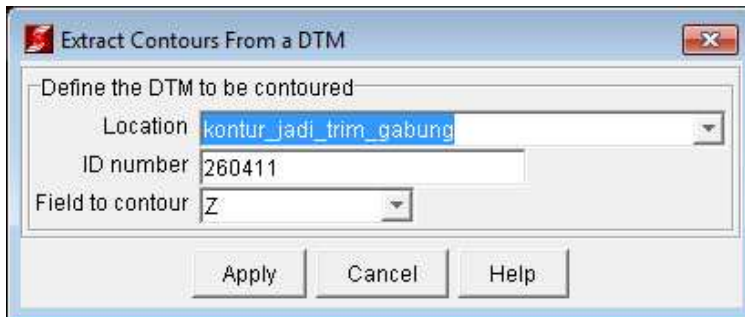 Extract Contours From a DTM
Define the DTM to be contoured
Location kontur_jadi_trim_gabung
ID number 260411
Field to contour Z
Apply Cancel Help